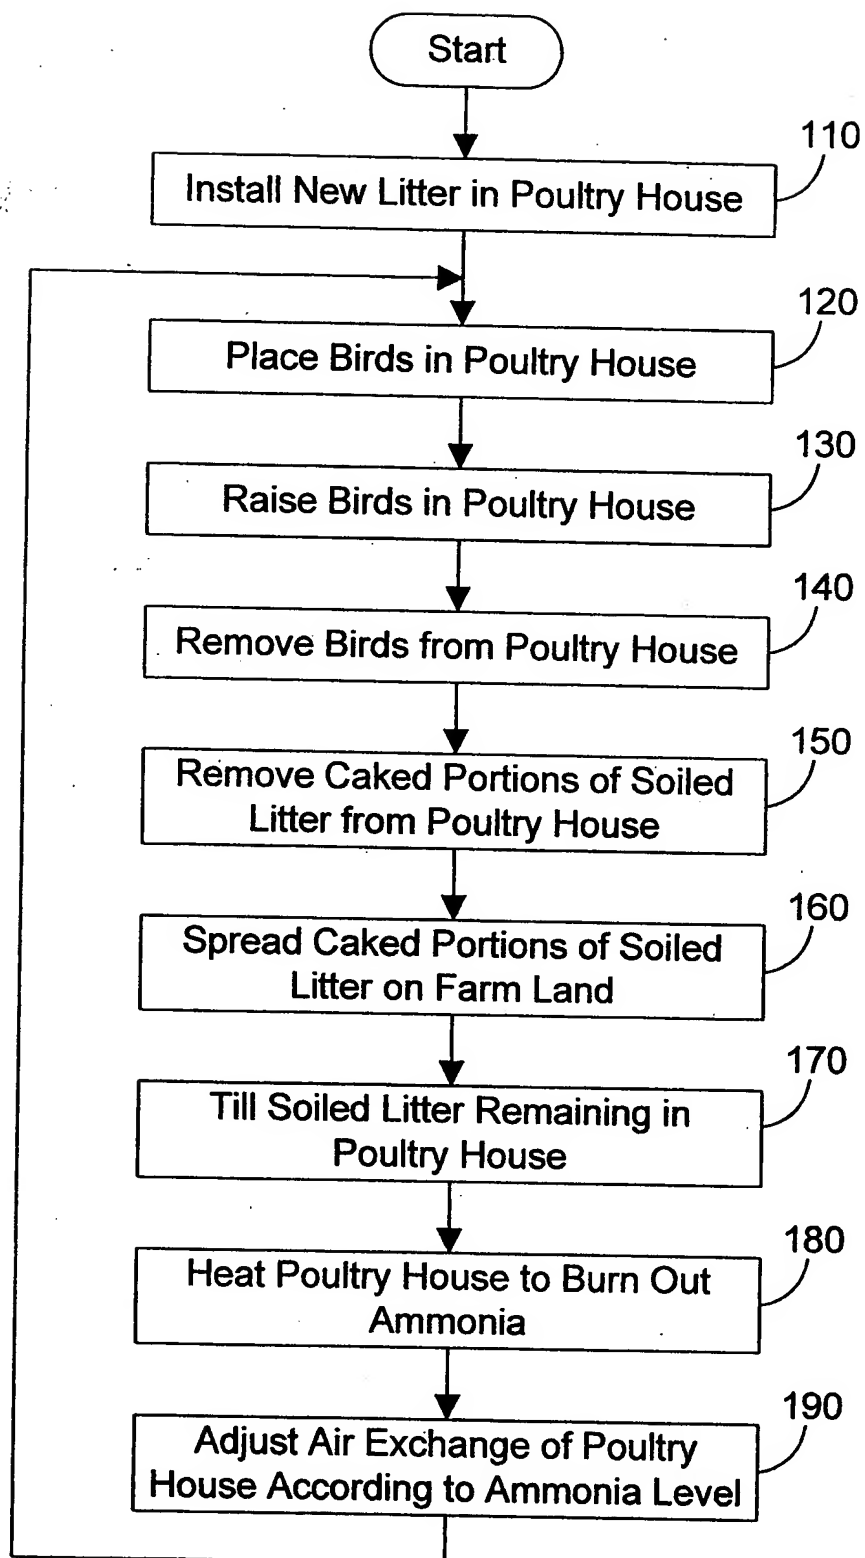 Start
110
Install New Litter in Poultry House
120
Place Birds in Poultry House
130
Raise Birds in Poultry House
140
Remove Birds from Poultry House
150
Remove Caked Portions of Soiled
Litter from Poultry House
160
Spread Caked Portions of Soiled
Litter on Farm Land
170
Till Soiled Litter Remaining in
Poultry House
180
Heat Poultry House to Burn Out
Ammonia
190
Adjust Air Exchange of Poultry
House According to Ammonia Level